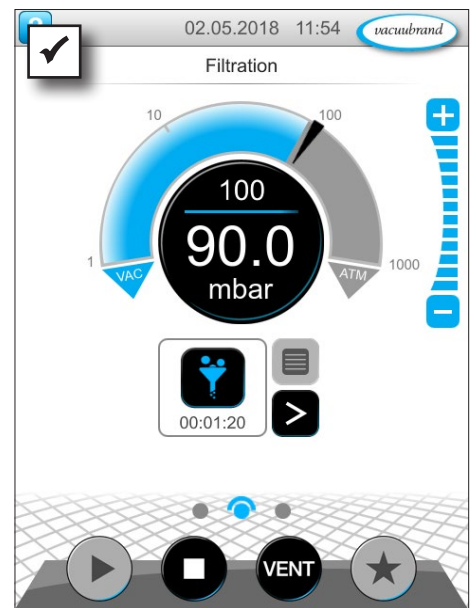 02.05.2018 11:54 vacuubrand
Filtration
10 100
100
90.0
mbar
1 VAC ATM 1000
00:01:20
VENT